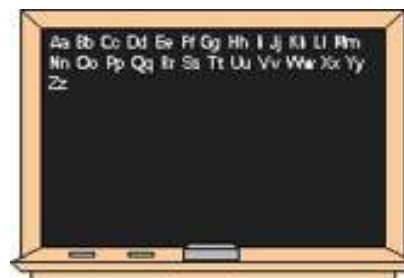 Aa Bb Cc Dd Ee Ff Gg Hh Ii Jj Kk Ll Mm
Nn Oo Pp Qq Rr Ss Tt Uu Vv Ww Xx Yy
Zz